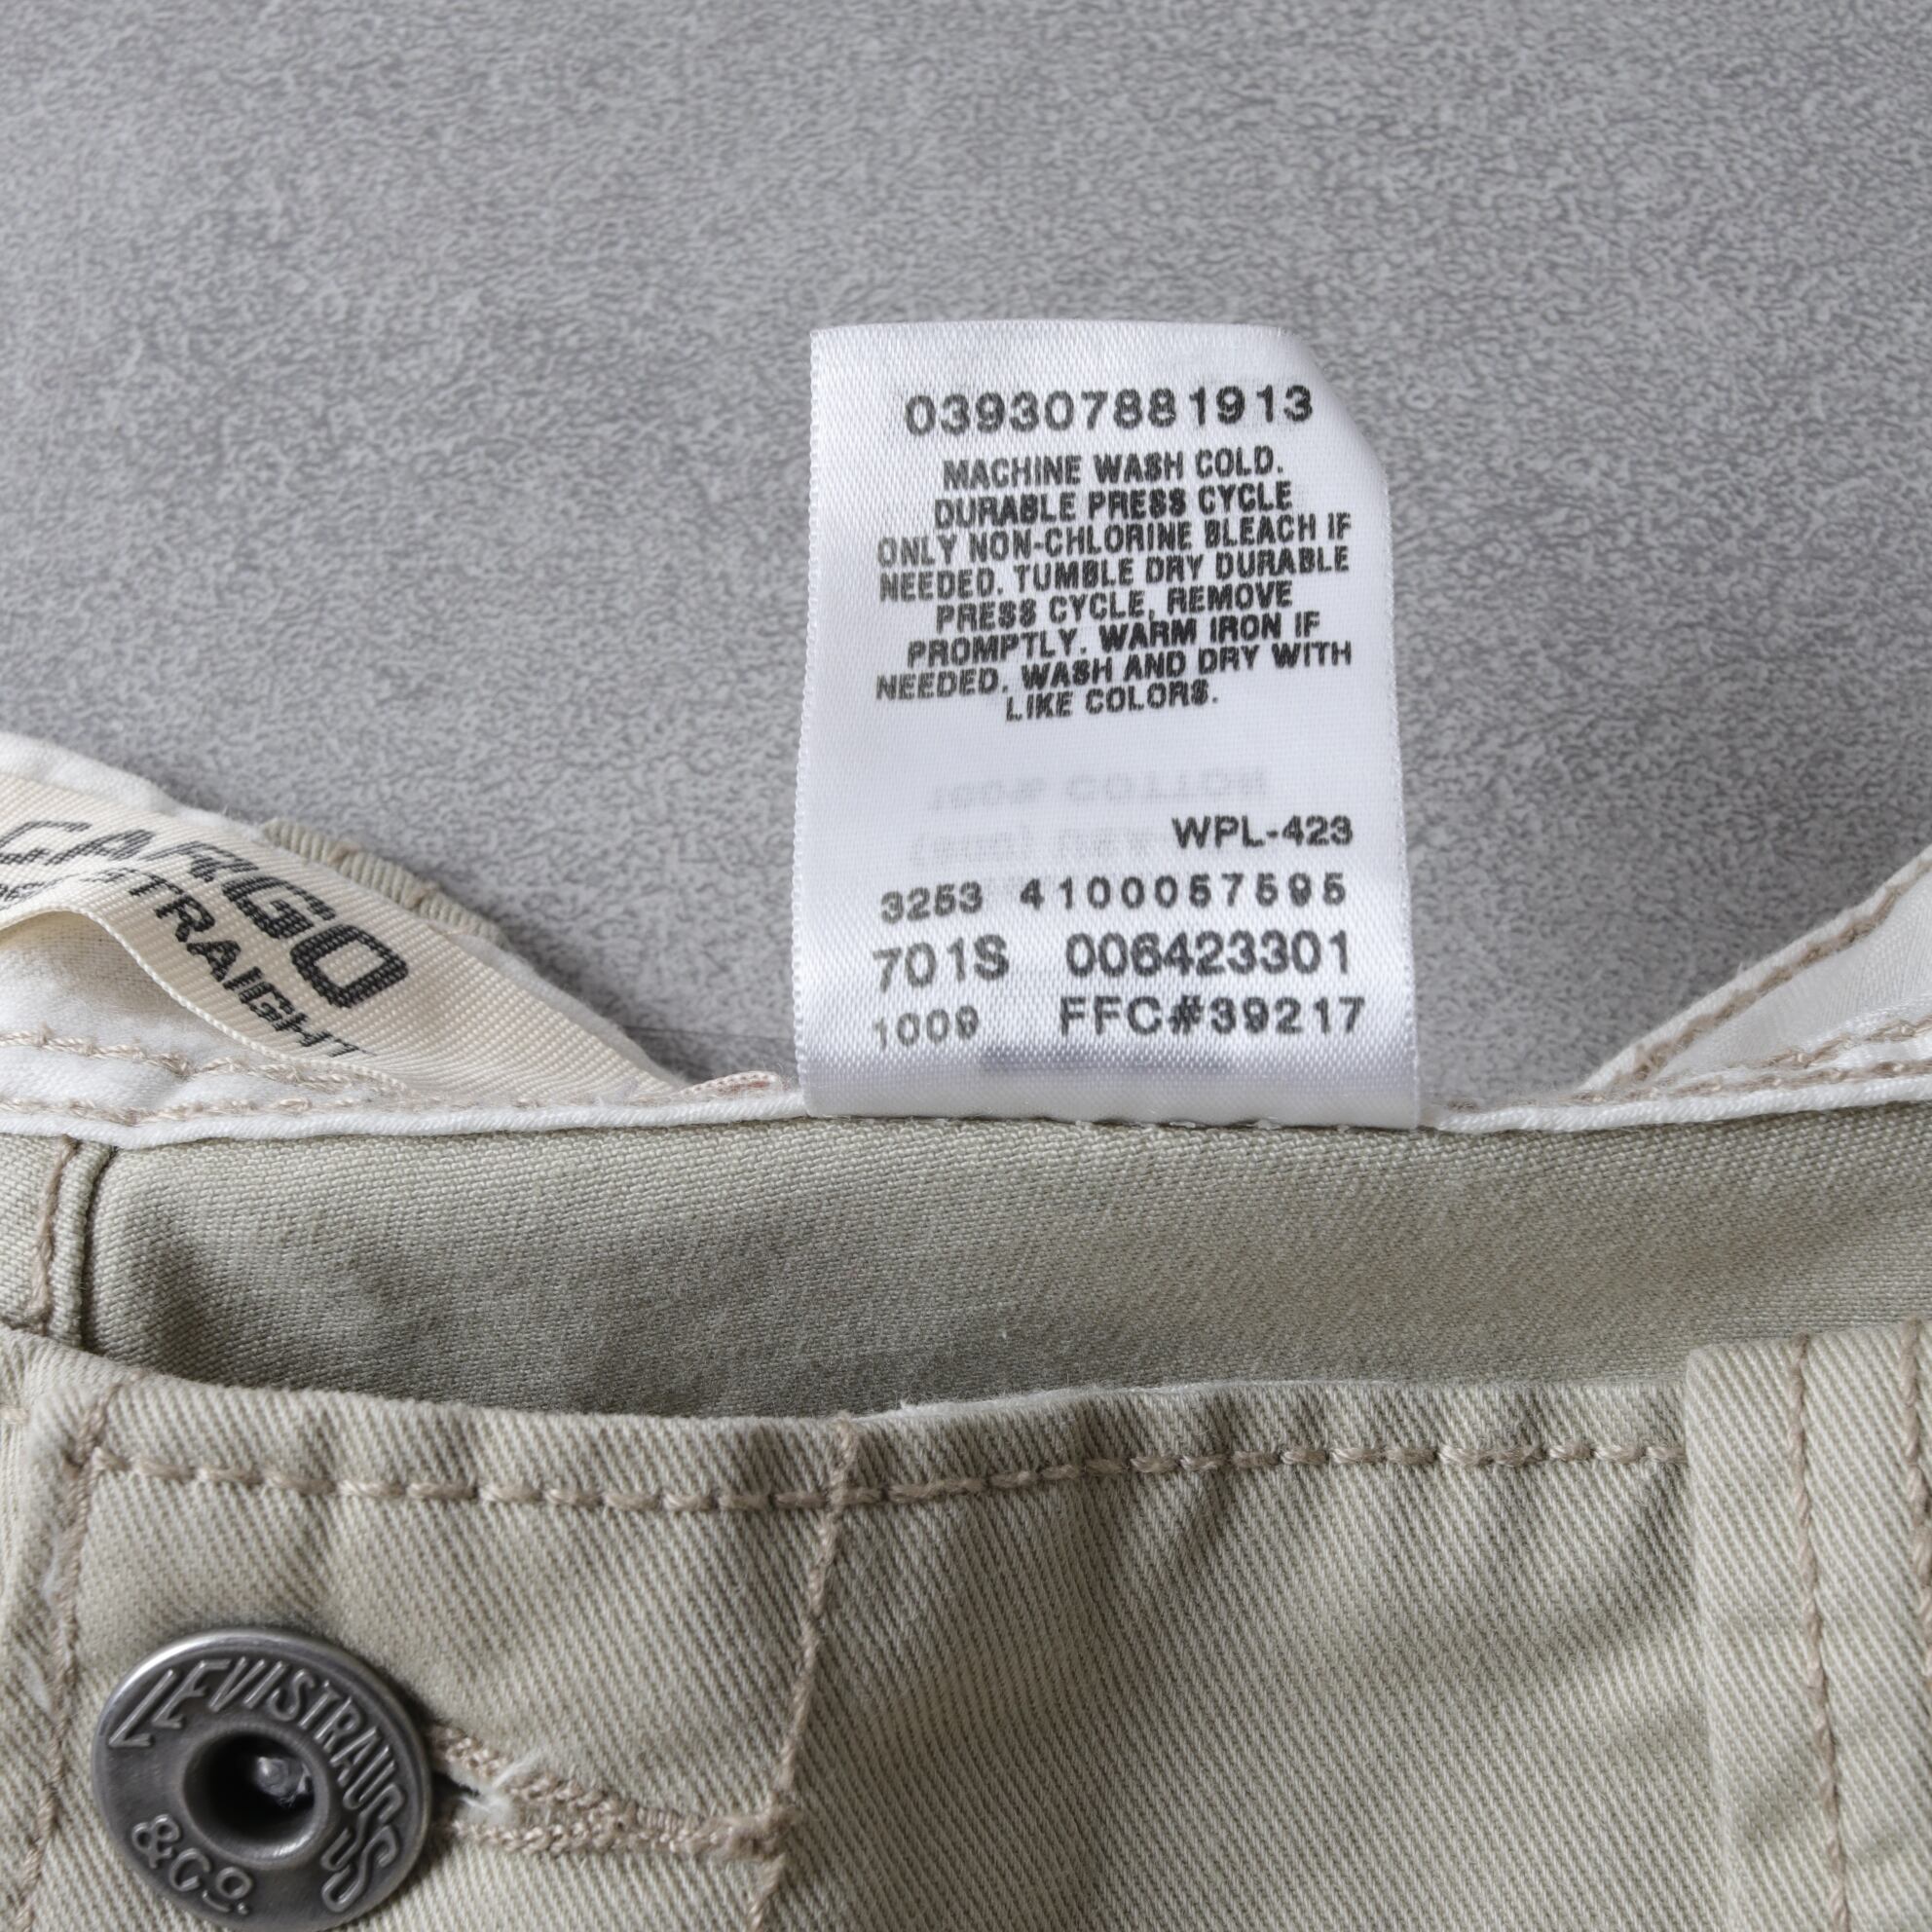 039307881913
MACHINE WASH COLD.
DURABLE PRESS CYCLE
ONLY NON-CHLORINE BLEACH IF
NEEDED. TUMBLE DRY DURABLE
PRESS CYCLE, REMOVE
PROMPTLY. WARM IRON IF
NEEDED. WASH AND DRY WITH
LIKE COLORS.
100% COTTON
WPL-423
3253 4100057595
701S 006423301
1009 FFC#39217
CARGO
STRAIGHT
LEVI STRAUSS
& CO.